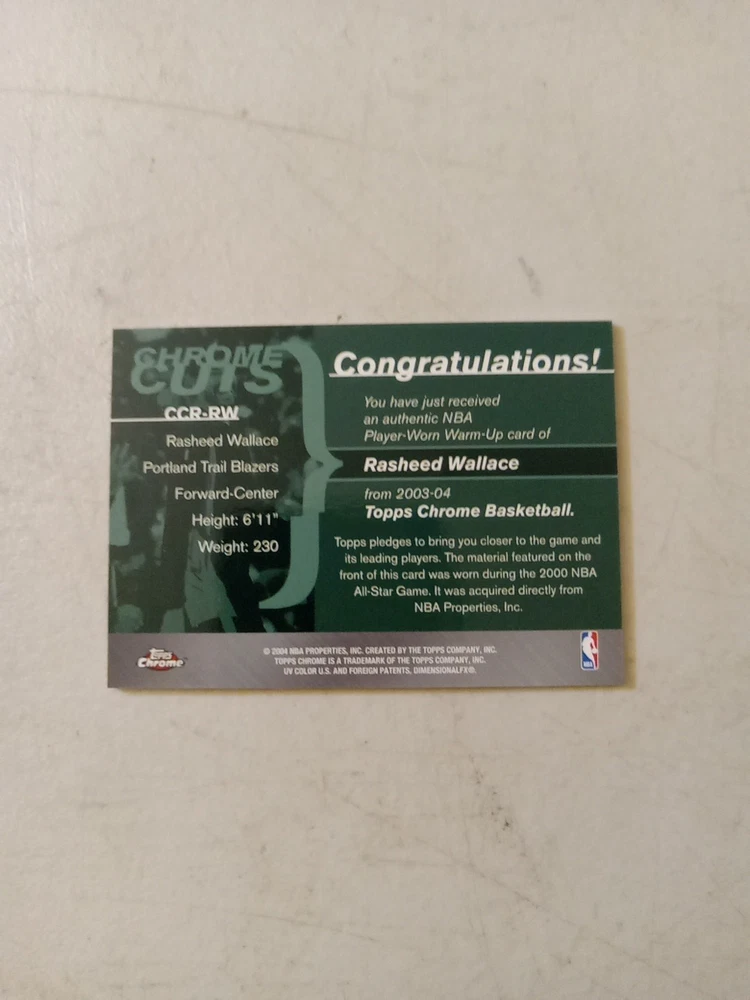 CHROME
CUTS
CCR-RW
Rasheed Wallace
Portland Trail Blazers
Forward-Center
Height: 6'11"
Weight: 230
Congratulations!
You have just received
an authentic NBA
Player-Worn Warm-Up card of
Rasheed Wallace
from 2003-04
Topps Chrome Basketball.
Topps pledges to bring you closer to the game and
its leading players. The material featured on the
front of this card was worn during the 2000 NBA
All-Star Game. It was acquired directly from
NBA Properties, Inc.
Topps
Chrome
© 2004 NBA PROPERTIES, INC. CREATED BY THE TOPPS COMPANY, INC.
TOPPS CHROME IS A TRADEMARK OF THE TOPPS COMPANY, INC.
UV COLOR U.S. AND FOREIGN PATENTS, DIMENSIONALFX®.
NBA